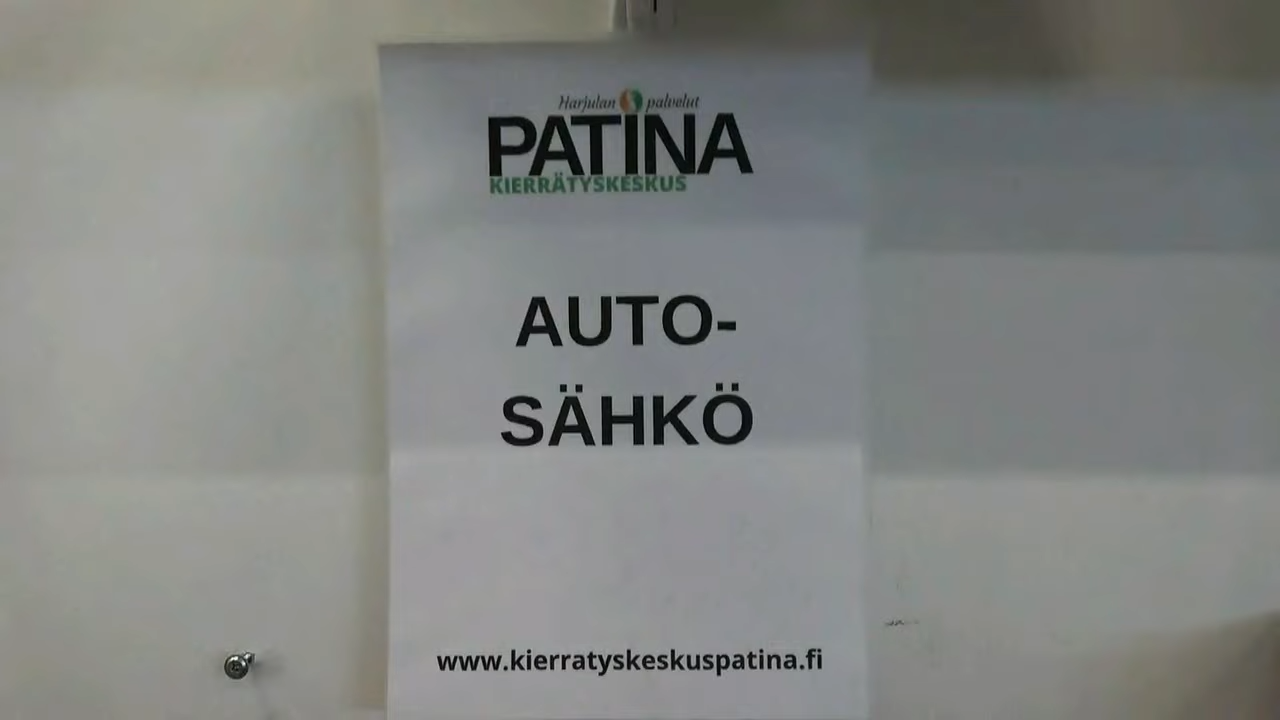 Harjulan palvelut
PATINA
KIERRÄTYSKESKUS
AUTO-
SÄHKÖ
www.kierratyskeskuspatina.fi